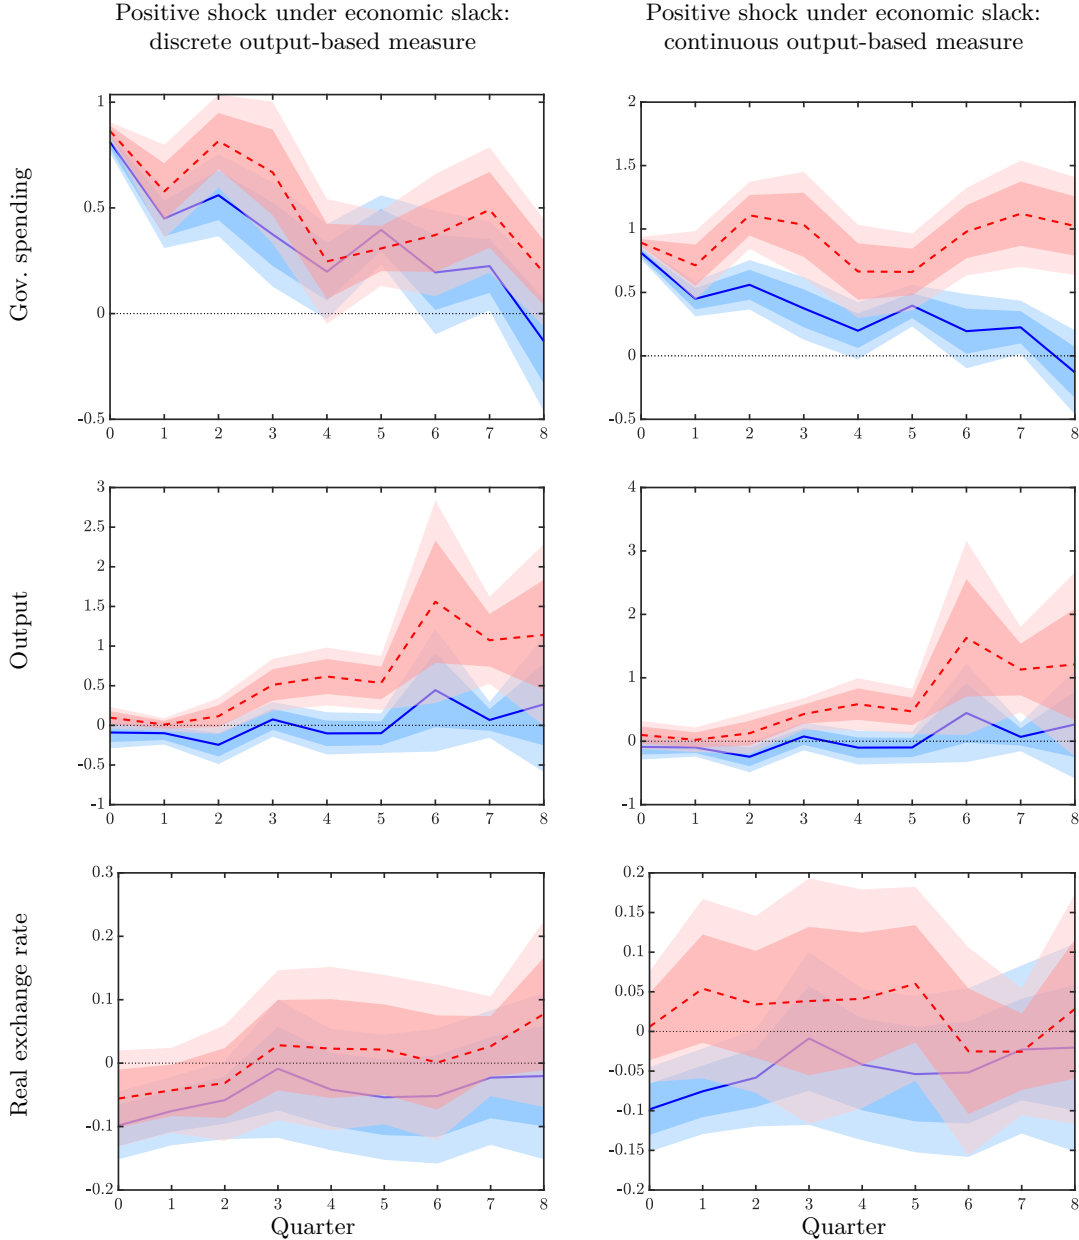 Positive shock under economic slack:
discrete output-based measure
Positive shock under economic slack:
continuous output-based measure
Gov. spending
1
0.5
0
-0.5
0 1 2 3 4 5 6 7 8
2
1.5
1
0.5
0
-0.5
0 1 2 3 4 5 6 7 8
Output
3
2.5
2
1.5
1
0.5
0
-0.5
-1
0 1 2 3 4 5 6 7 8
4
3
2
1
0
-1
0 1 2 3 4 5 6 7 8
Real exchange rate
0.3
0.2
0.1
0
-0.1
-0.2
0 1 2 3 4 5 6 7 8
Quarter
0.2
0.15
0.1
0.05
0
-0.05
-0.1
-0.15
-0.2
0 1 2 3 4 5 6 7 8
Quarter